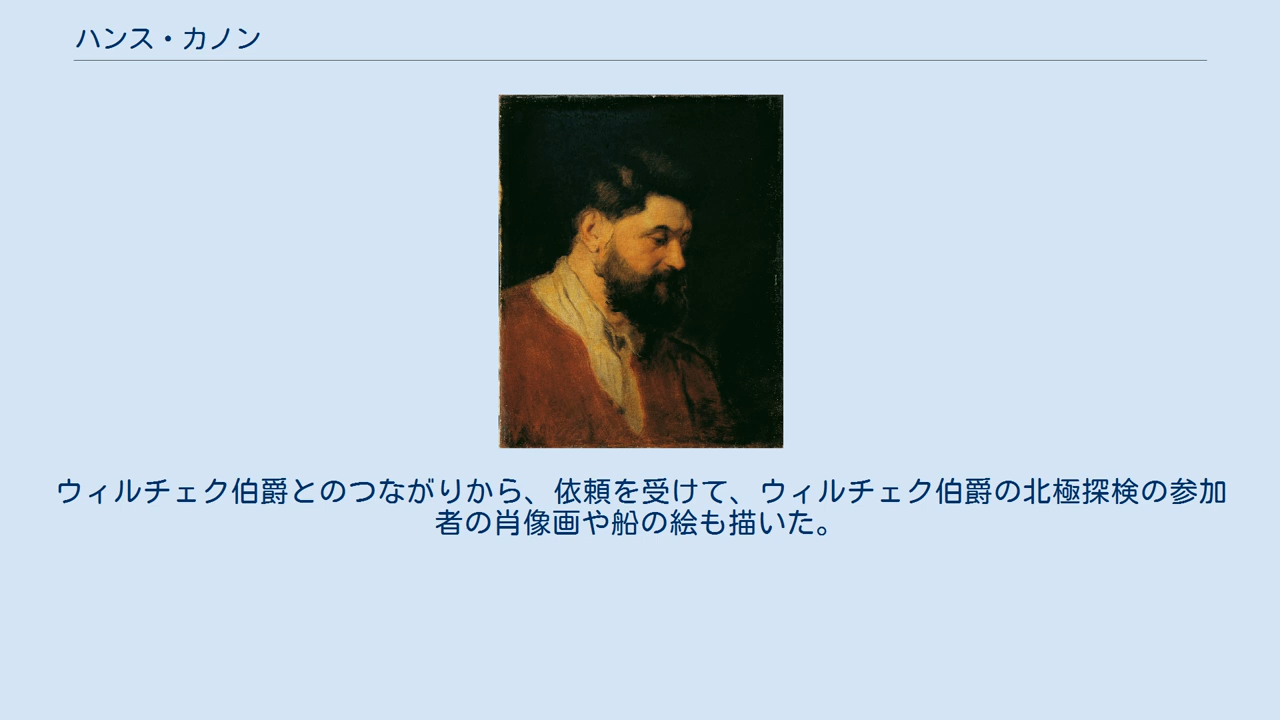 ハンス・カノン
ウィルチェク伯爵とのつながりから、依頼を受けて、ウィルチェク伯爵の北極探検の参加
者の肖像画や船の絵も描いた。